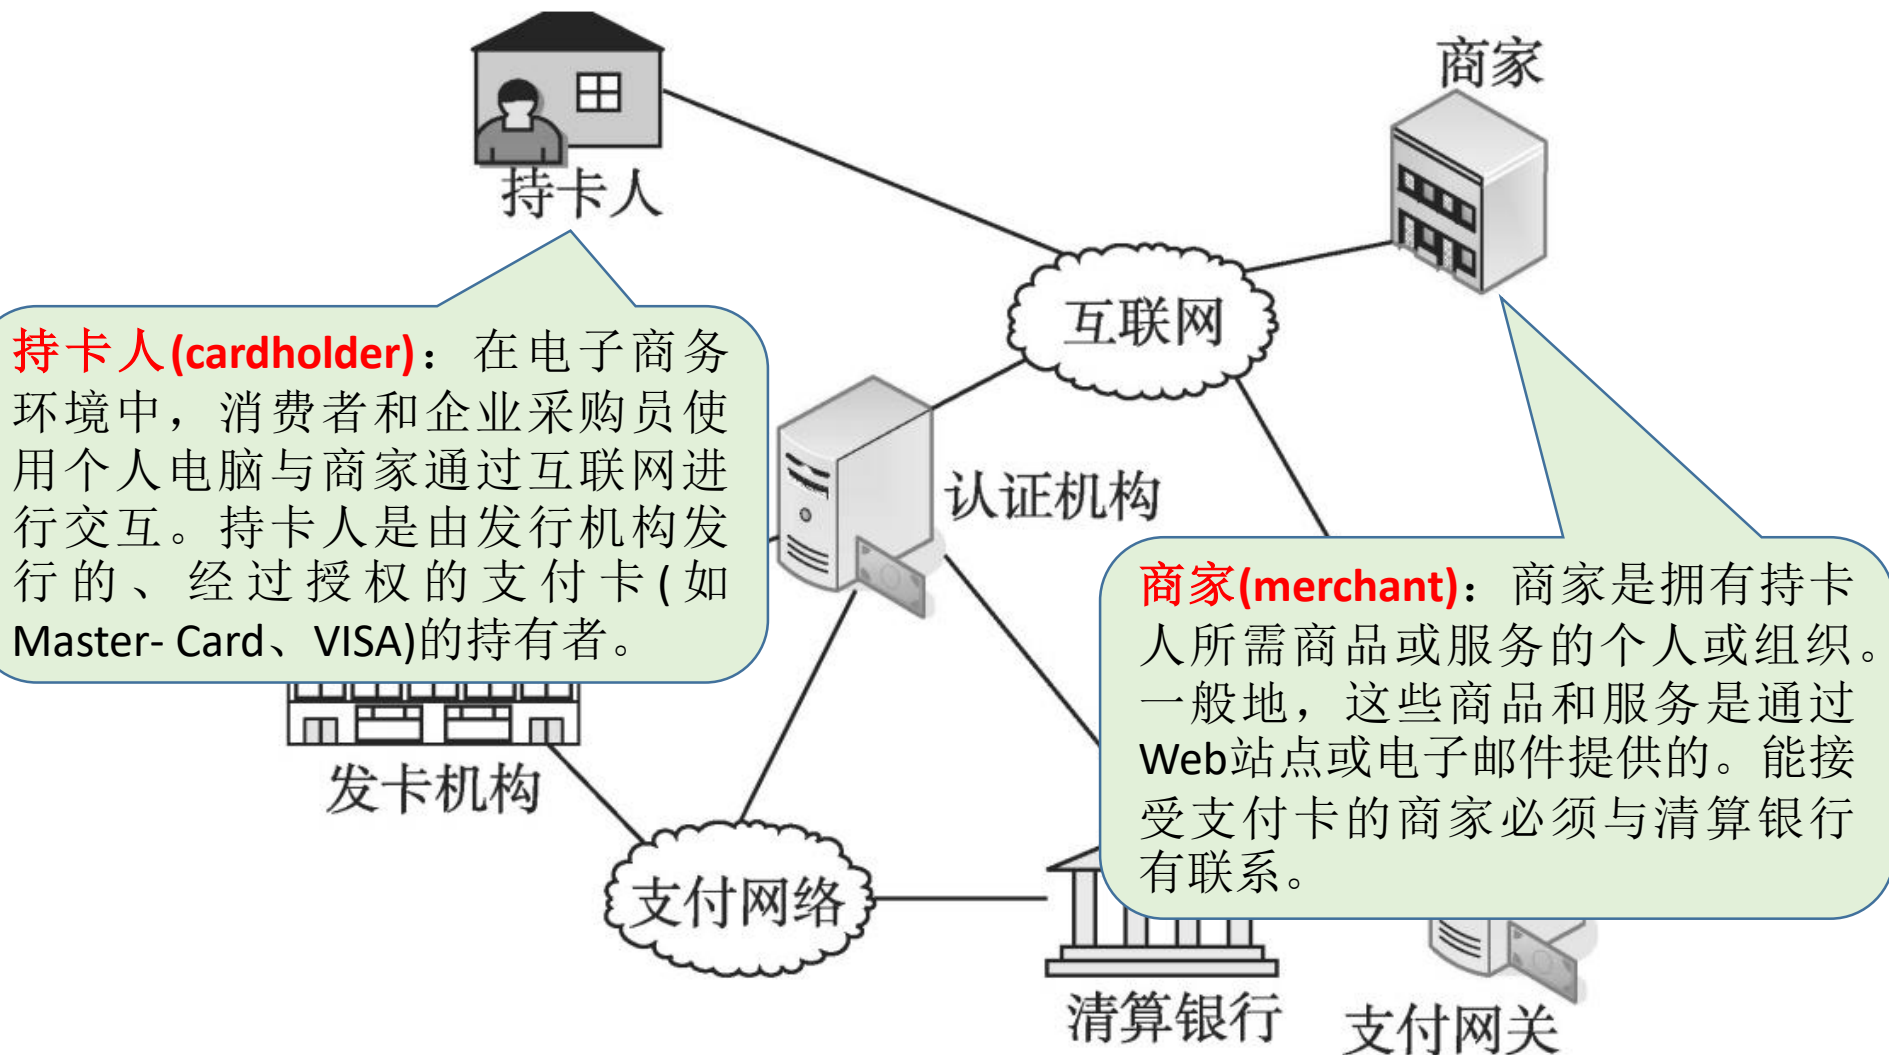 商家
持卡人
互联网
持卡人(cardholder)：在电子商务
环境中，消费者和企业采购员使
用个人电脑与商家通过互联网进
行交互。持卡人是由发行机构发
行的、经过授权的支付卡(如
Master- Card、VISA)的持有者。
认证机构
商家(merchant)：商家是拥有持卡
人所需商品或服务的个人或组织。
一般地，这些商品和服务是通过
Web站点或电子邮件提供的。能接
受支付卡的商家必须与清算银行
有联系。
发卡机构
支付网络
清算银行
支付网关